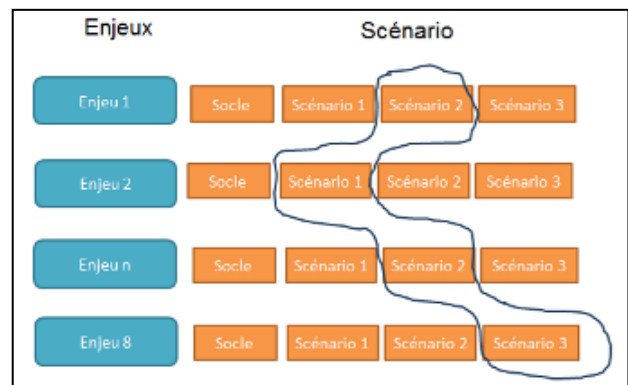 Enjeux Scénario
Enjeu 1 Socle Scénario 1 Scénario 2 Scénario 3
Enjeu 2 Socle Scénario 1 Scénario 2 Scénario 3
Enjeu n Socle Scénario 1 Scénario 2 Scénario 3
Enjeu 8 Socle Scénario 1 Scénario 2 Scénario 3